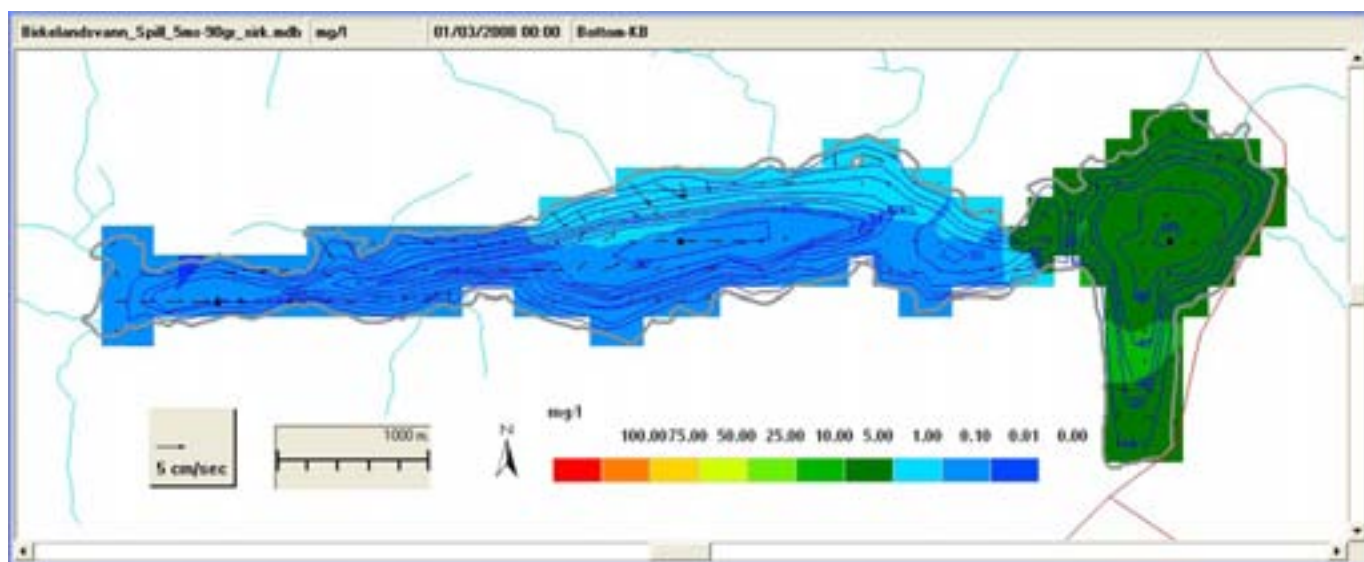 Birkelandsvann_Spill_5ms-90gr_sirk.mdb mg/l 01/03/2008 00:00 Bottom-KB
mg/l
N
1000 m.
100.00 75.00 50.00 25.00 10.00 5.00 1.00 0.10 0.01 0.00
5 cm/sec